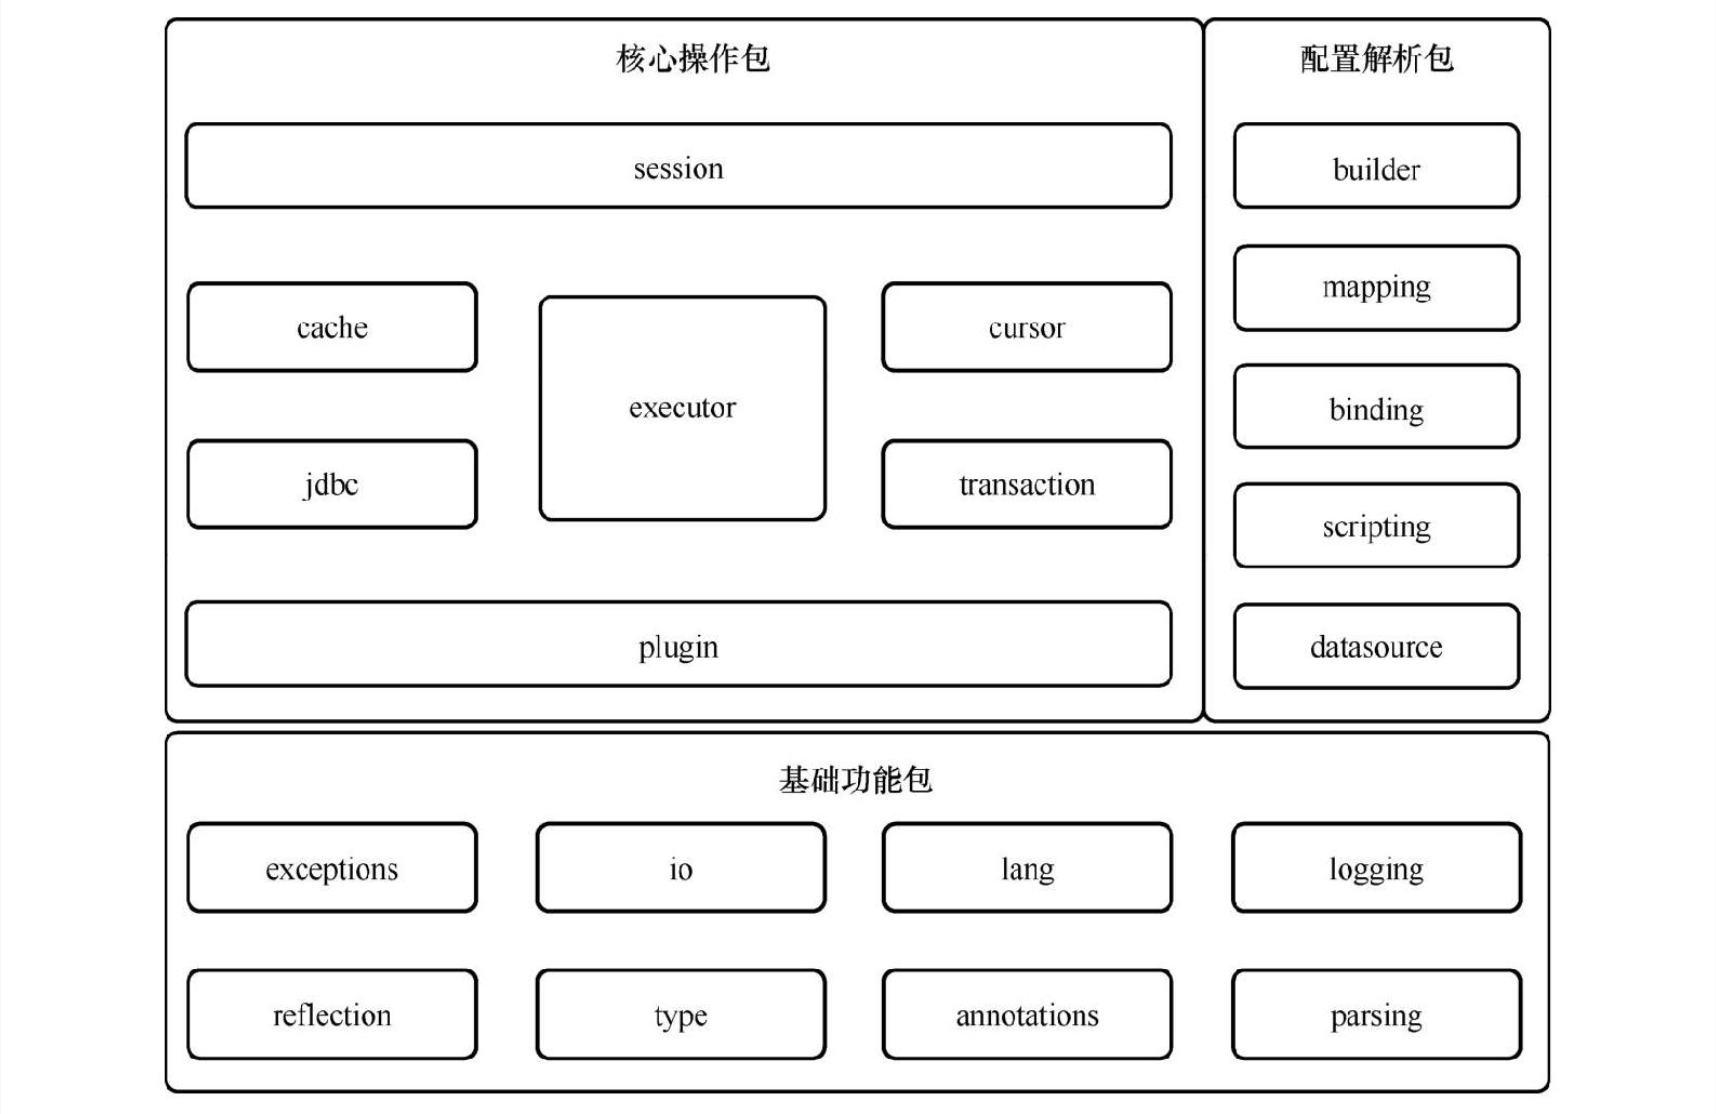 核心操作包
session
cache
executor
cursor
jdbc
transaction
plugin
配置解析包
builder
mapping
binding
scripting
datasource
基础功能包
exceptions
io
lang
logging
reflection
type
annotations
parsing